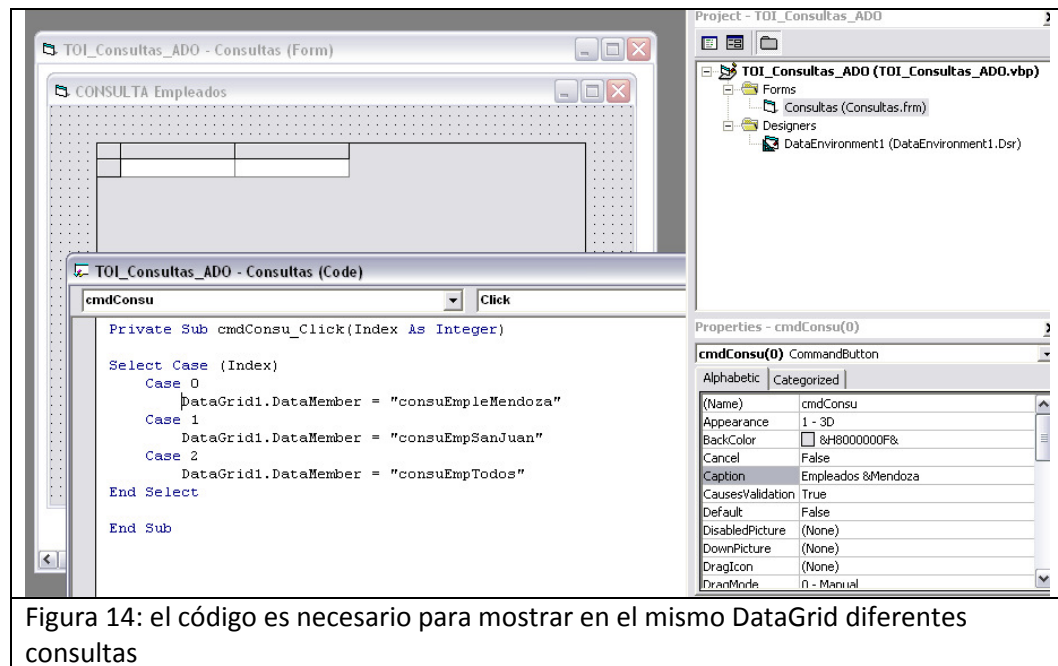 TOI_Consultas_ADO - Consultas (Form)
CONSULTA Empleados
TOI_Consultas_ADO - Consultas (Code)
cmdConsu
Click
Private Sub cmdConsu_Click(Index As Integer)
Select Case (Index)
Case 0
DataGrid1.DataMember = "consuEmpleMendoza"
Case 1
DataGrid1.DataMember = "consuEmpSanJuan"
Case 2
DataGrid1.DataMember = "consuEmpTodos"
End Select
End Sub
Project - TOI_Consultas_ADO
TOI_Consultas_ADO (TOI_Consultas_ADO.vbp)
Forms
Consultas (Consultas.frm)
Designers
DataEnvironment1 (DataEnvironment1.Dsr)
Properties - cmdConsu(0)
cmdConsu(0) CommandButton
Alphabetic Categorized
(Name) cmdConsu
Appearance 1 - 3D
BackColor &H8000000F&
Cancel False
Caption Empleados &Mendoza
CausesValidation True
Default False
DisabledPicture (None)
DownPicture (None)
DragIcon (None)
DragMode 0 - Manual
Figura 14: el código es necesario para mostrar en el mismo DataGrid diferentes
consultas